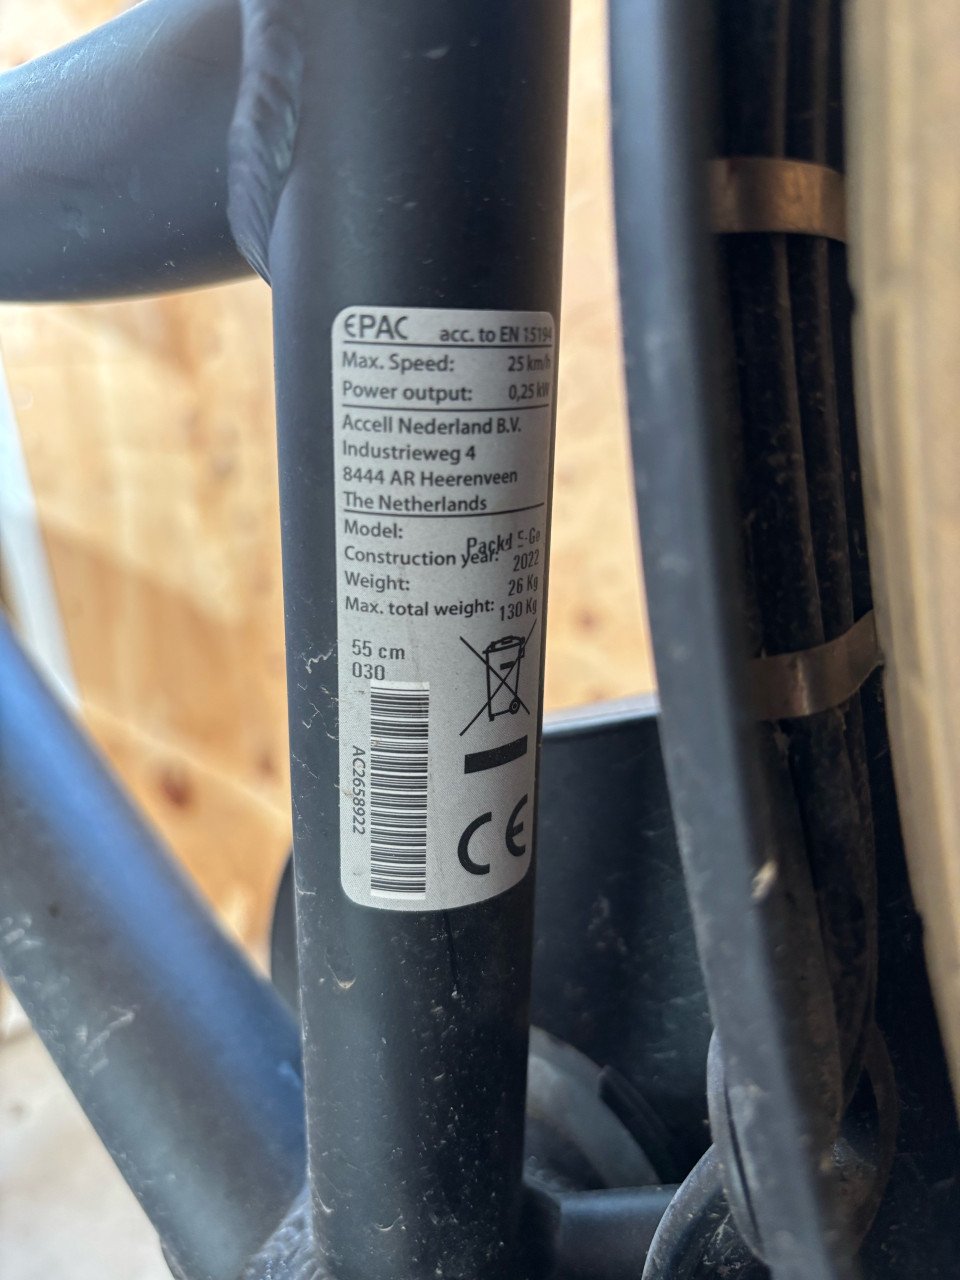 EPAC acc. to EN 15194
Max. Speed: 25 km/h
Power output: 0,25 kW
Accell Nederland B.V.
Industrieweg 4
8444 AR Heerenveen
The Netherlands
Model: Packd E-Go
Construction year: 2022
Weight: 26 Kg
Max. total weight: 130 Kg
55 cm
030
AC2658922
CE